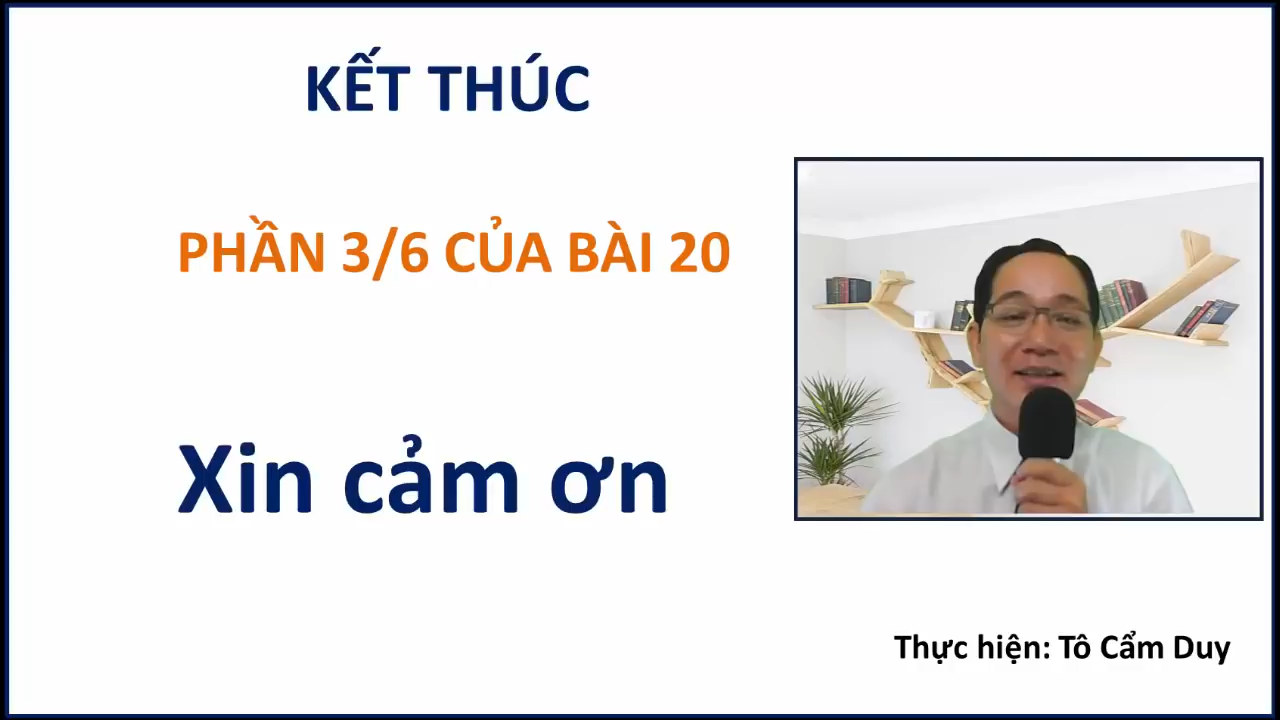 KẾT THÚC
PHẦN 3/6 CỦA BÀI 20
Xin cảm ơn
Thực hiện: Tô Cẩm Duy